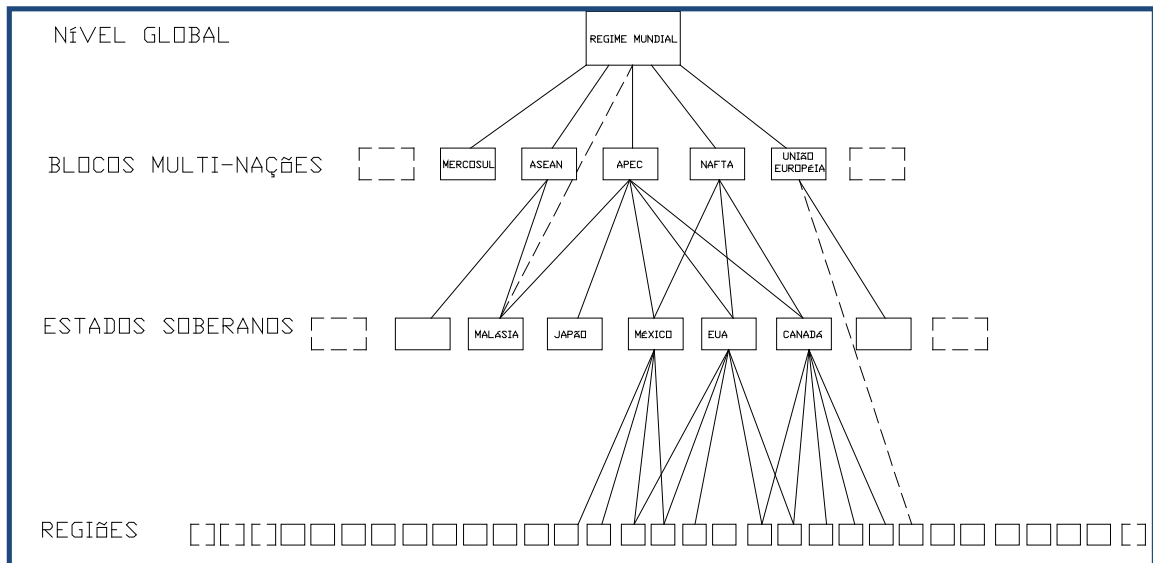 NÍVEL GLOBAL
REGIME MUNDIAL
BLOCOS MULTI-NAÇÕES
MERCOSUL
ASEAN
APEC
NAFTA
UNIÃO
EUROPÉIA
ESTADOS SOBERANOS
MALÁSIA
JAPÃO
MÉXICO
EUA
CANADÁ
REGIÕES